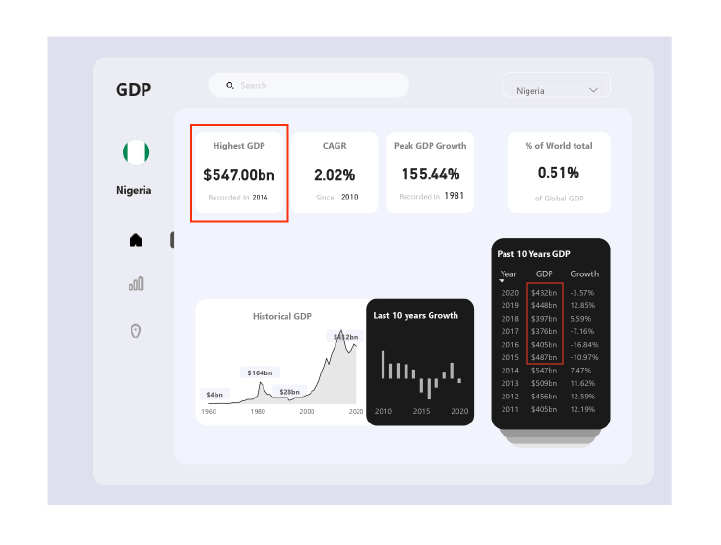 GDP
Search
Nigeria
Nigeria
Highest GDP
$547.00bn
Recorded In 2014
CAGR
2.02%
Since 2010
Peak GDP Growth
155.44%
Recorded In 1981
% of World total
0.51%
of Global GDP
Historical GDP
$4bn
$164bn
$28bn
$432bn
1960 1980 2000 2020
Last 10 years Growth
2010 2015 2020
Past 10 Years GDP
Year GDP Growth
2020 $432bn -3.57%
2019 $448bn 12.85%
2018 $397bn 5.59%
2017 $376bn -7.16%
2016 $405bn -16.84%
2015 $487bn -10.97%
2014 $547bn 7.47%
2013 $509bn 11.62%
2012 $456bn 12.59%
2011 $405bn 12.19%